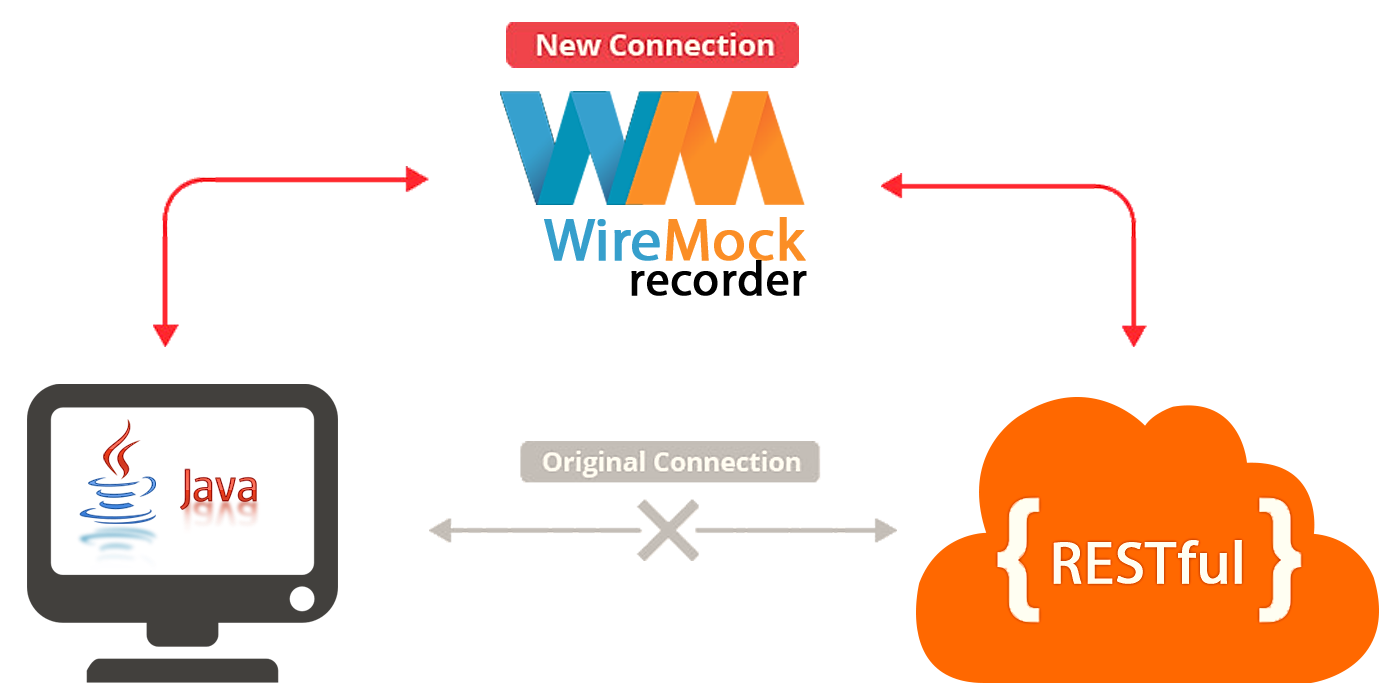 New Connection
WM
WireMock
recorder
Java
Original Connection
{ RESTful }